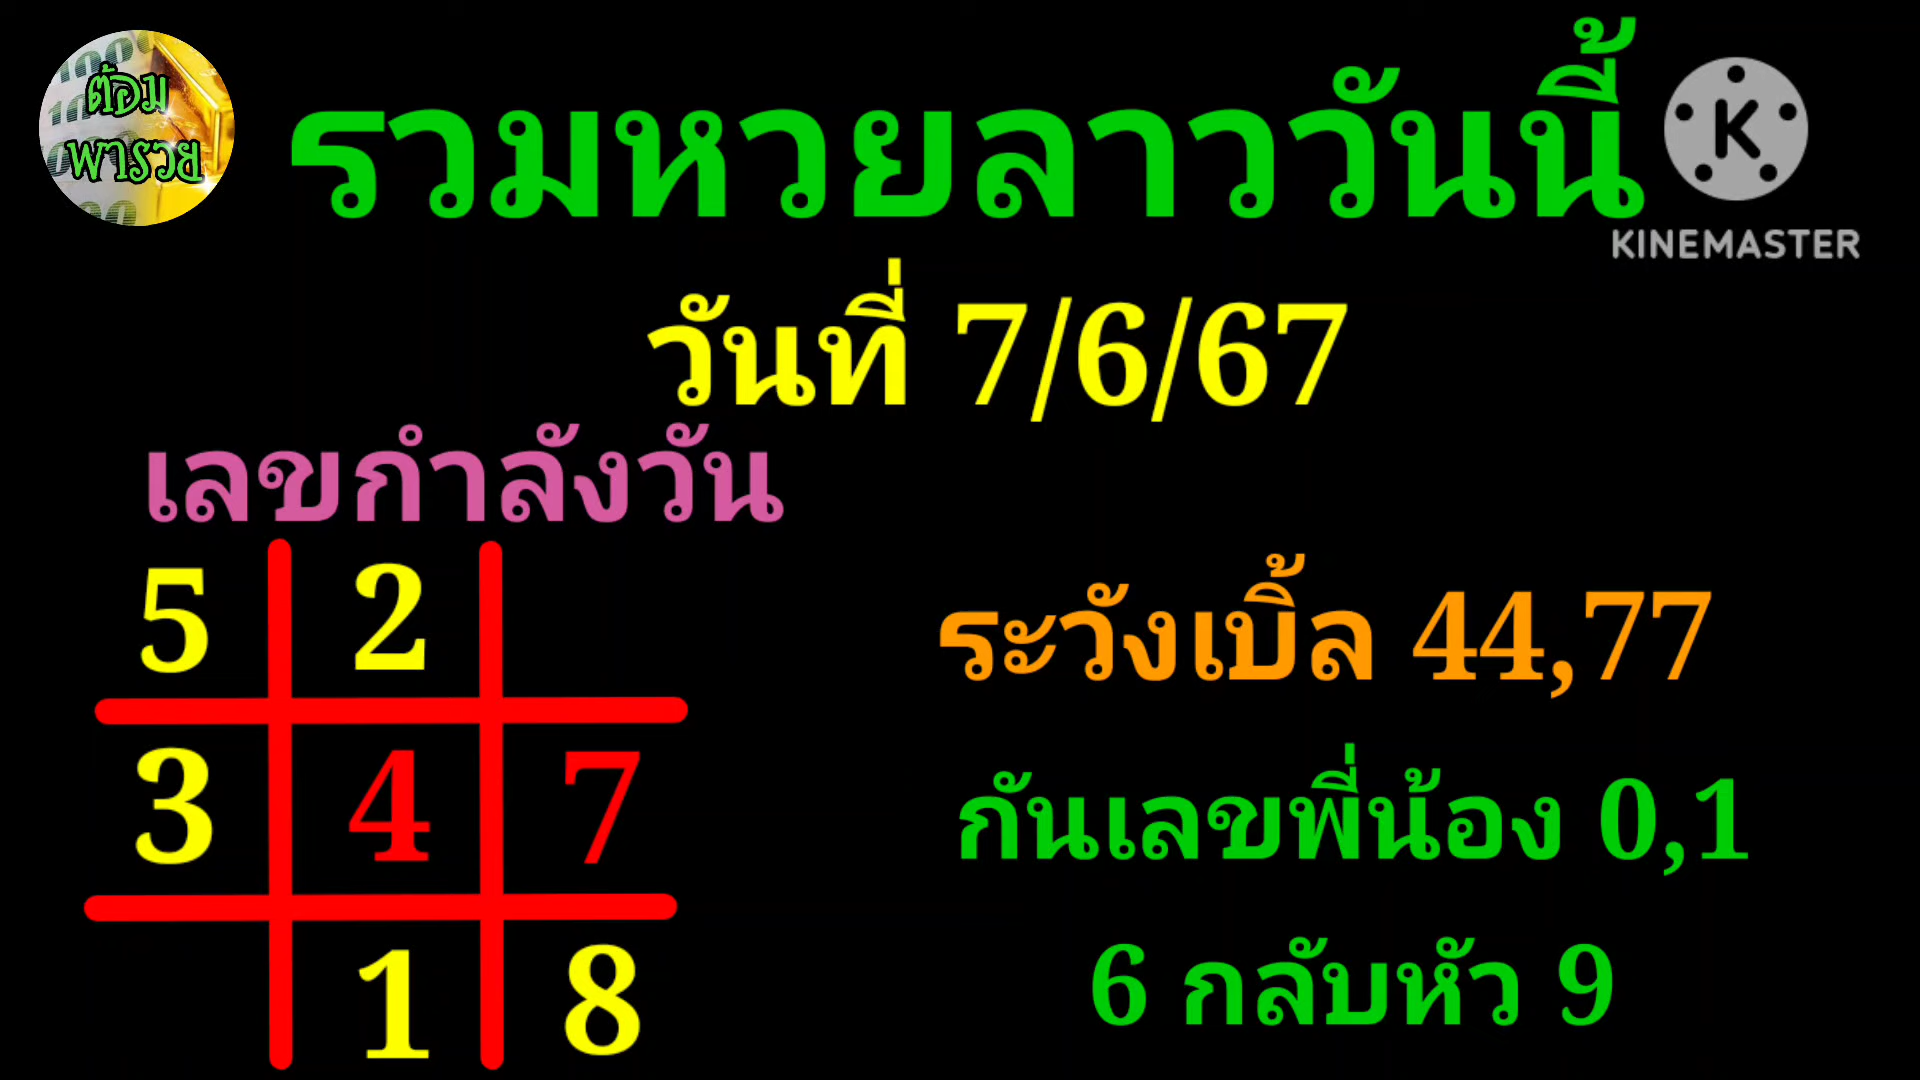 ต้อม
พารวย
รวมหวยลาววันนี้
KINEMASTER
วันที่ 7/6/67
เลขกำลังวัน
5 2
3 4 7
1 8
ระวังเบิ้ล 44,77
กันเลขพี่น้อง 0,1
6 กลับหัว 9